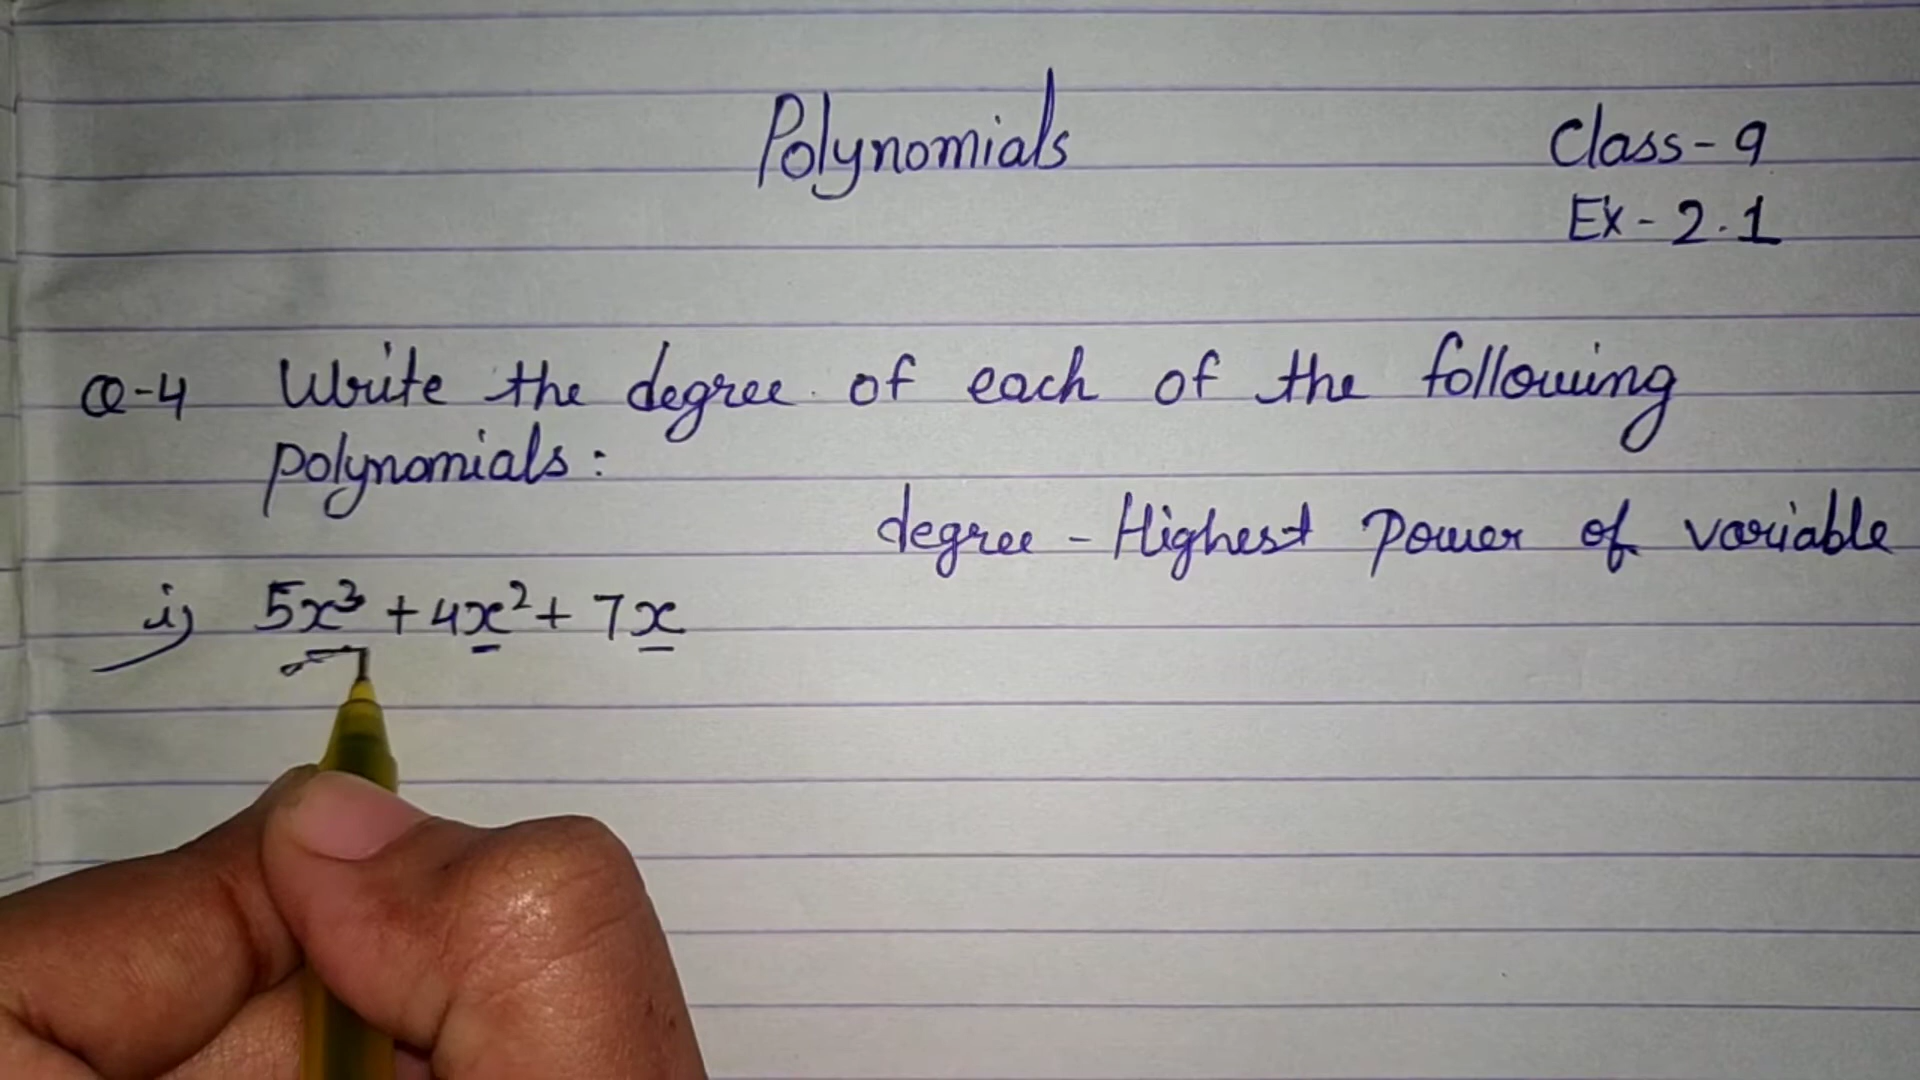 Polynomials
Class - 9
Ex - 2.1
Q-4 Write the degree of each of the following
polynomials:
degree - Highest Power of variable
i) 5x³ + 4x² + 7x